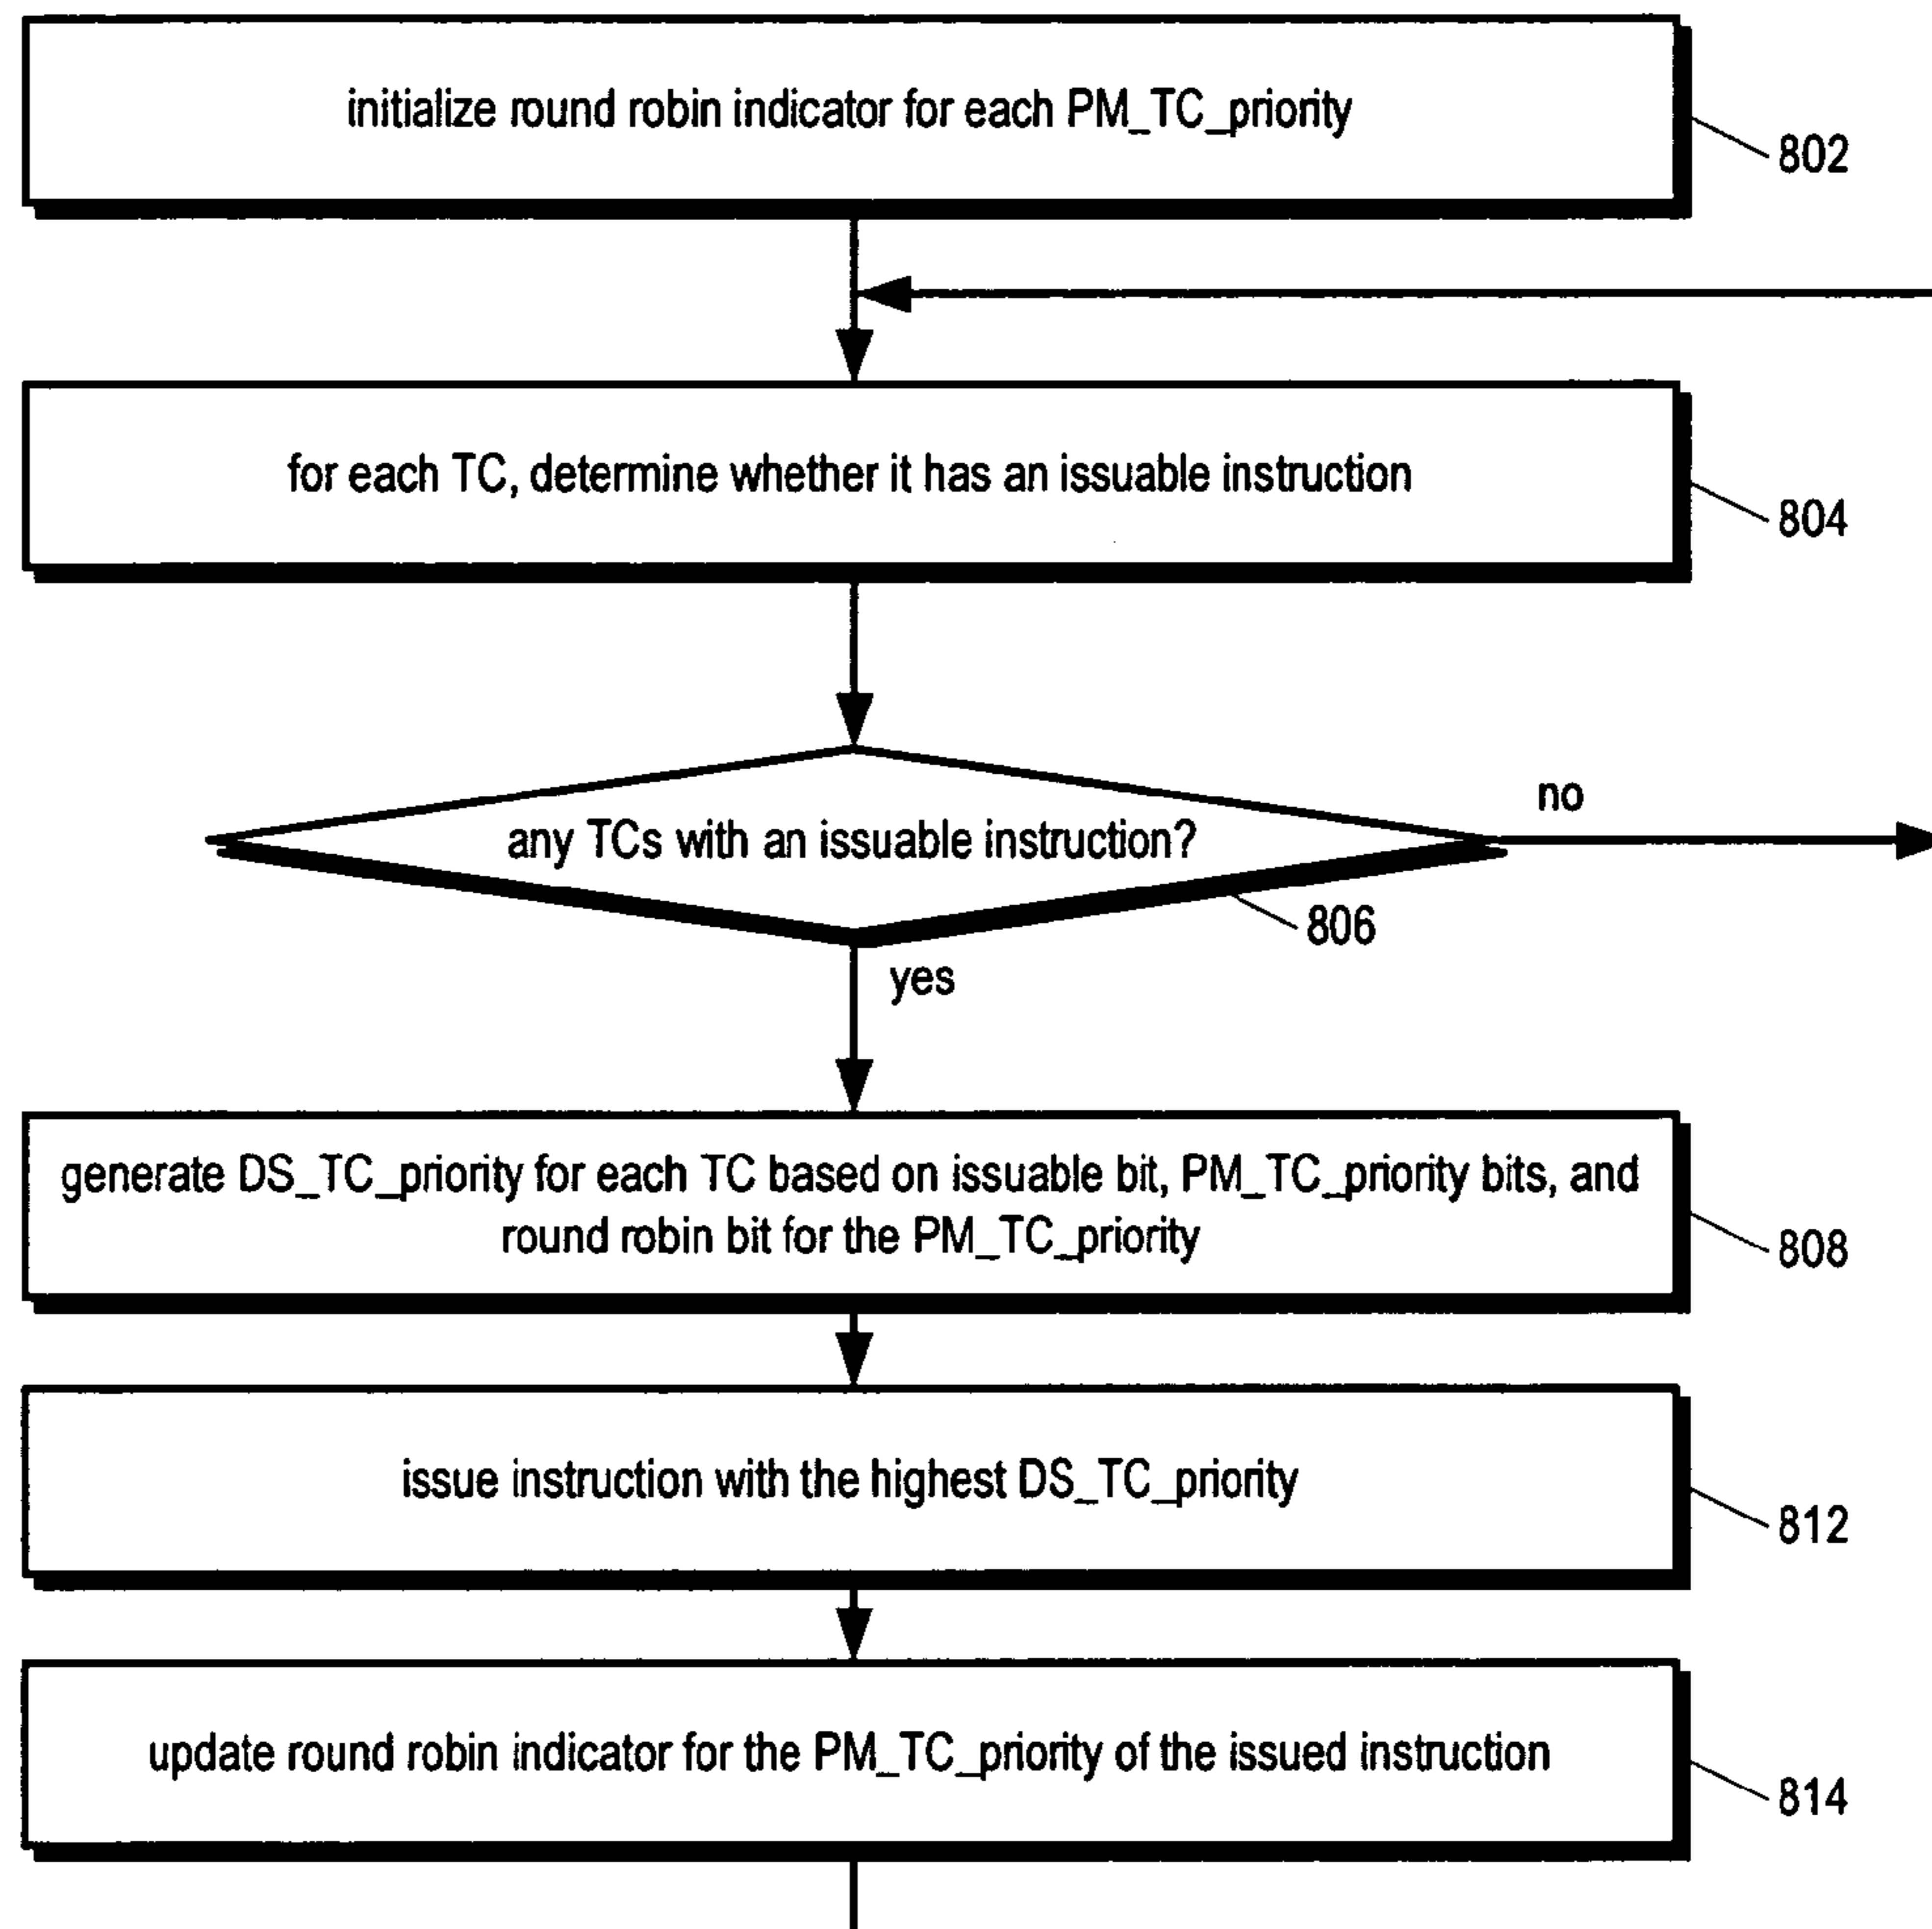 initialize round robin indicator for each PM_TC_priority
802
for each TC, determine whether it has an issuable instruction
804
any TCs with an issuable instruction?
no
806
yes
generate DS_TC_priority for each TC based on issuable bit, PM_TC_priority bits, and
round robin bit for the PM_TC_priority
808
issue instruction with the highest DS_TC_priority
812
update round robin indicator for the PM_TC_priority of the issued instruction
814